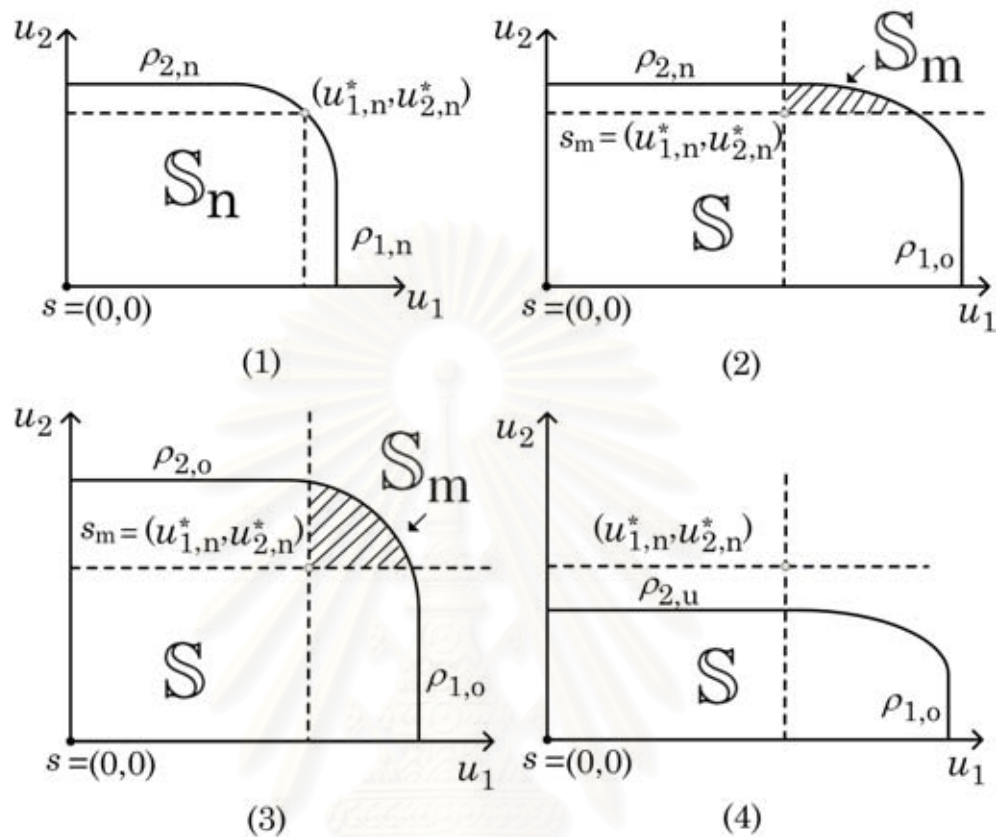 u₂
ρ₂,ₙ
(u*₁,ₙ,u*₂,ₙ)
𝕊ₙ
ρ₁,ₙ
s=(0,0)
u₁
(1)
u₂
ρ₂,ₙ
𝕊ₘ
sₘ=(u*₁,ₙ,u*₂,ₙ)
𝕊
ρ₁,ₒ
s=(0,0)
u₁
(2)
u₂
ρ₂,ₒ
𝕊ₘ
sₘ=(u*₁,ₙ,u*₂,ₙ)
𝕊
ρ₁,ₒ
s=(0,0)
u₁
(3)
u₂
(u*₁,ₙ,u*₂,ₙ)
ρ₂,ᵤ
𝕊
ρ₁,ₒ
s=(0,0)
u₁
(4)